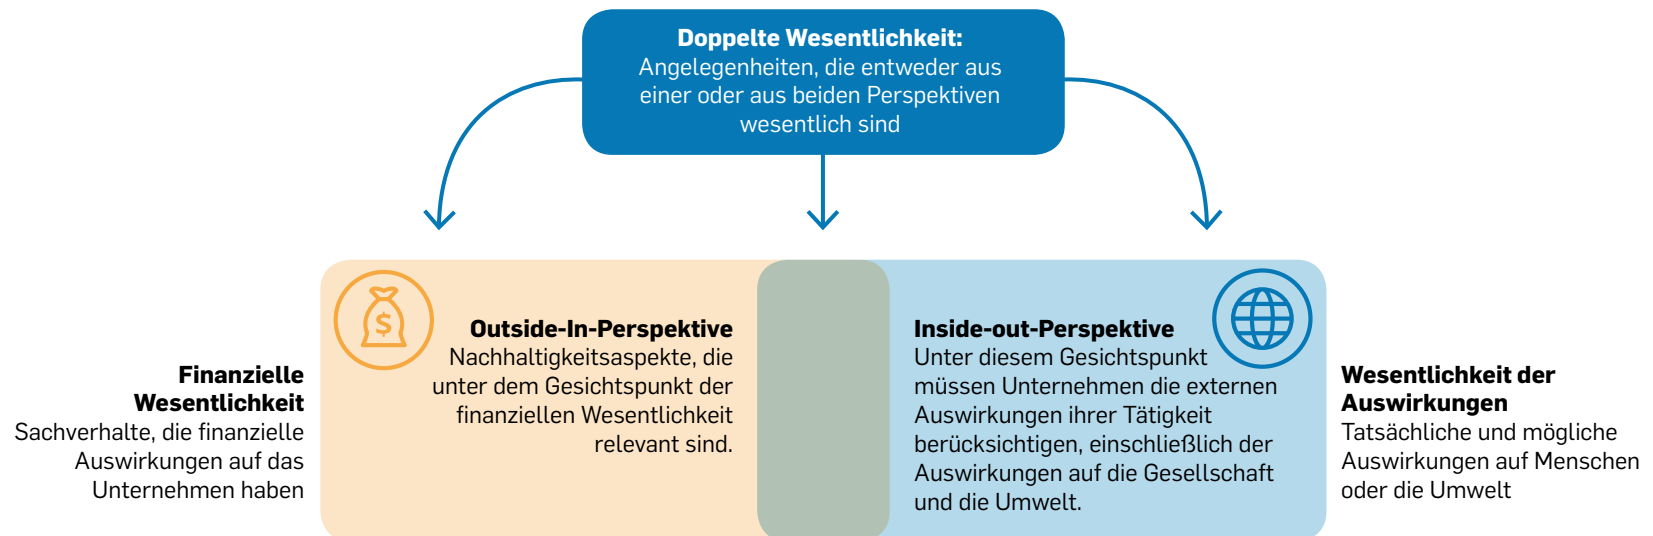 Doppelte Wesentlichkeit:
Angelegenheiten, die entweder aus
einer oder aus beiden Perspektiven
wesentlich sind
Finanzielle
Wesentlichkeit
Sachverhalte, die finanzielle
Auswirkungen auf das
Unternehmen haben
$
Outside-In-Perspektive
Nachhaltigkeitsaspekte, die
unter dem Gesichtspunkt der
finanziellen Wesentlichkeit
relevant sind.
Inside-out-Perspektive
Unter diesem Gesichtspunkt
müssen Unternehmen die externen
Auswirkungen ihrer Tätigkeit
berücksichtigen, einschließlich der
Auswirkungen auf die Gesellschaft
und die Umwelt.
Wesentlichkeit der
Auswirkungen
Tatsächliche und mögliche
Auswirkungen auf Menschen
oder die Umwelt